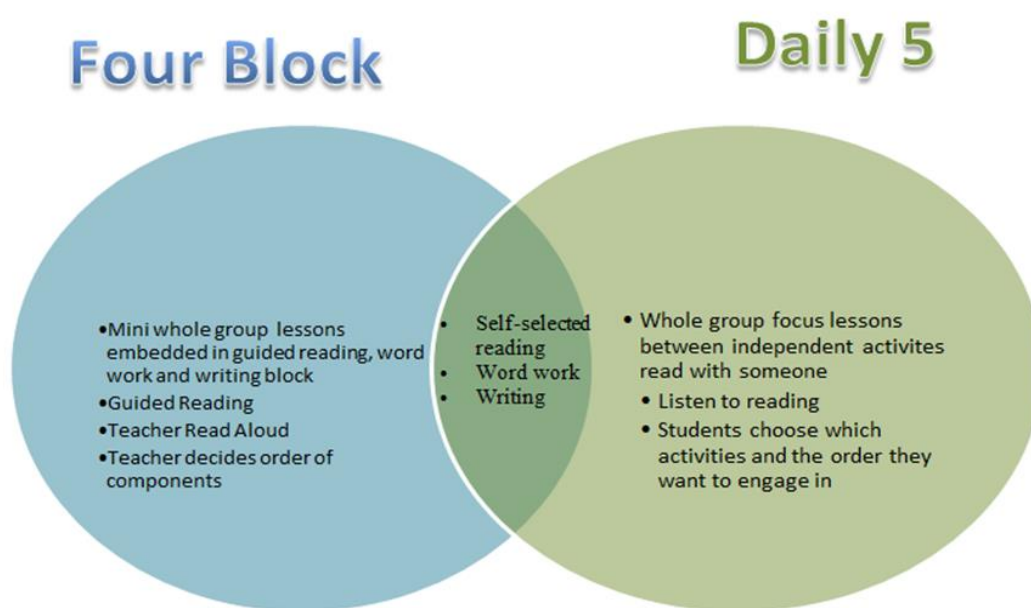 Four Block
Daily 5
•Mini whole group lessons
embedded in guided reading, word
work and writing block
•Guided Reading
•Teacher Read Aloud
•Teacher decides order of
components
• Self-selected
reading
• Word work
• Writing
• Whole group focus lessons
between independent activites
read with someone
• Listen to reading
• Students choose which
activities and the order they
want to engage in